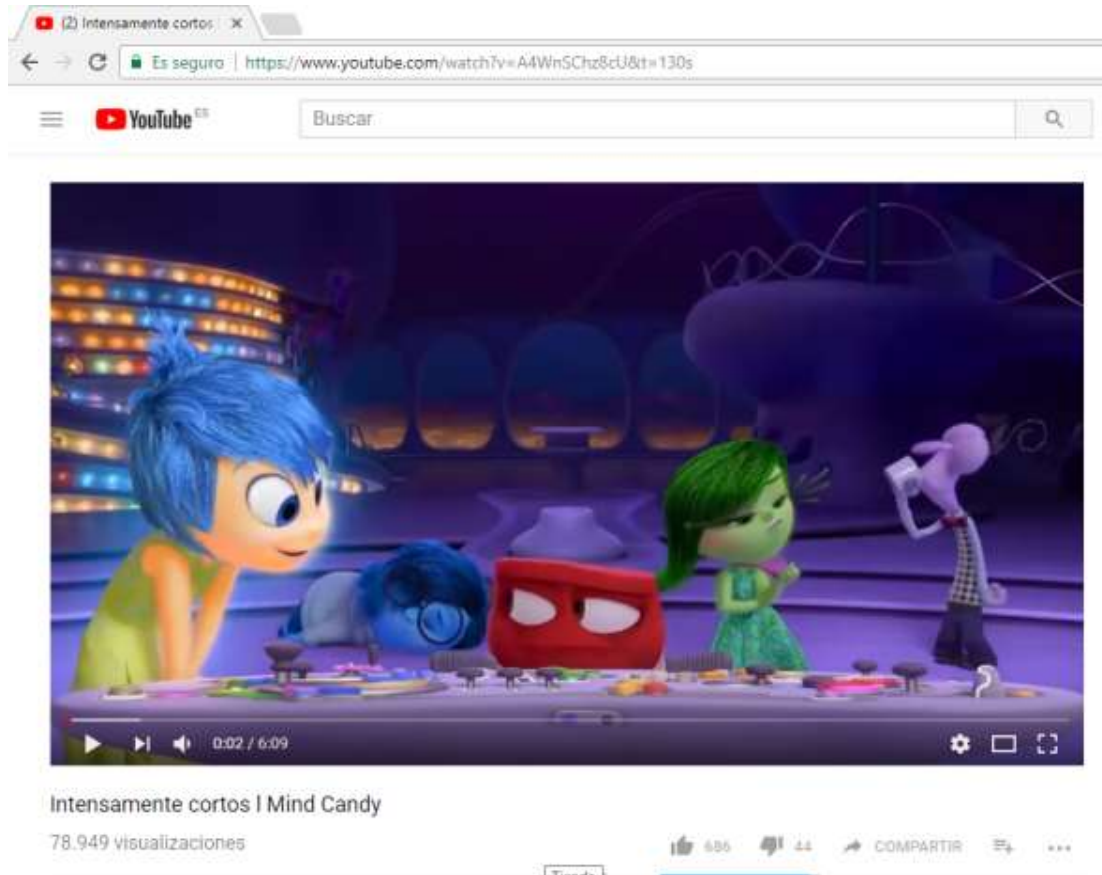 (2) Intensamente cortos
Es seguro | https://www.youtube.com/watch?v=A4WnSChz8cU&t=130s
YouTube ES
Buscar
0:02 / 6:09
Intensamente cortos l Mind Candy
78.949 visualizaciones
686 44 COMPARTIR